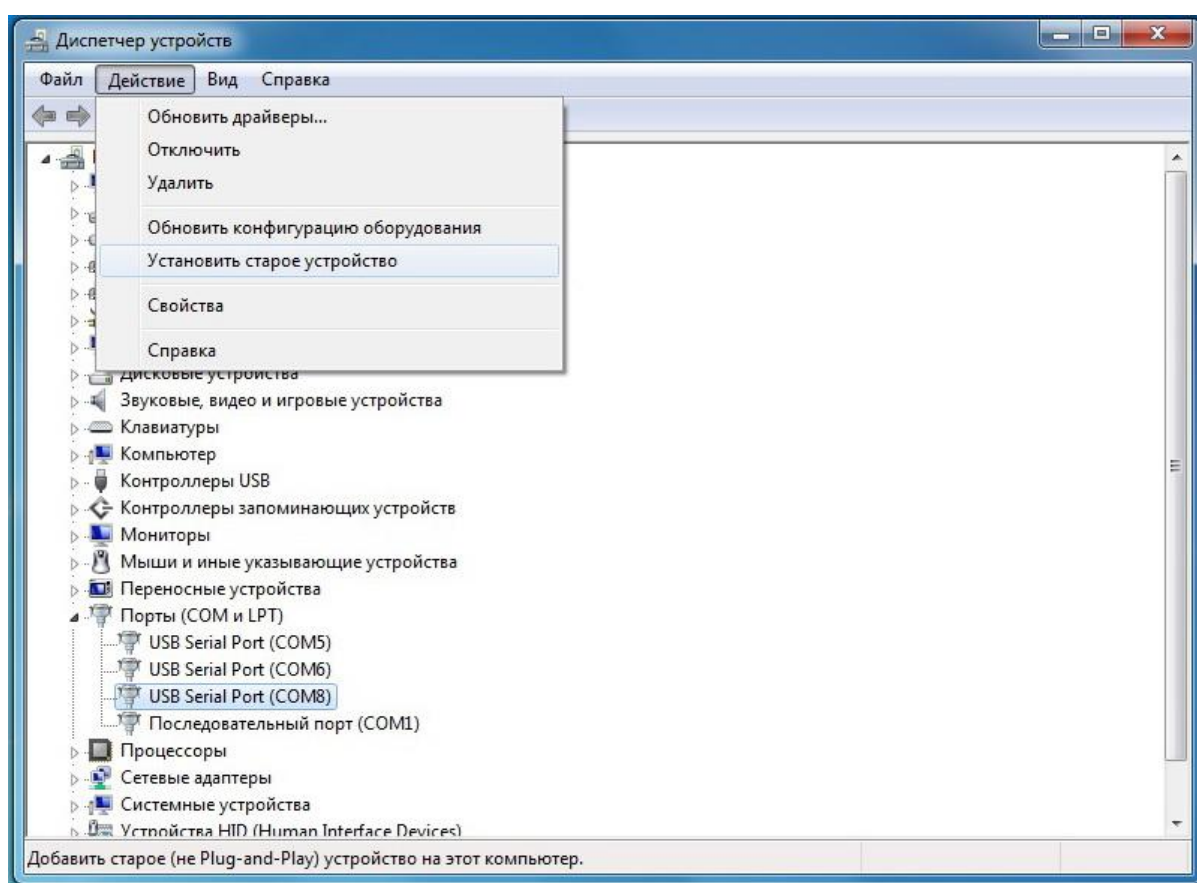 Диспетчер устройств
Файл Действие Вид Справка
Обновить драйверы...
Отключить
Удалить
Обновить конфигурацию оборудования
Установить старое устройство
Свойства
Справка
Дисковые устройства
Звуковые, видео и игровые устройства
Клавиатуры
Компьютер
Контроллеры USB
Контроллеры запоминающих устройств
Мониторы
Мыши и иные указывающие устройства
Переносные устройства
Порты (COM и LPT)
USB Serial Port (COM5)
USB Serial Port (COM6)
USB Serial Port (COM8)
Последовательный порт (COM1)
Процессоры
Сетевые адаптеры
Системные устройства
Устройства HID (Human Interface Devices)
Добавить старое (не Plug-and-Play) устройство на этот компьютер.